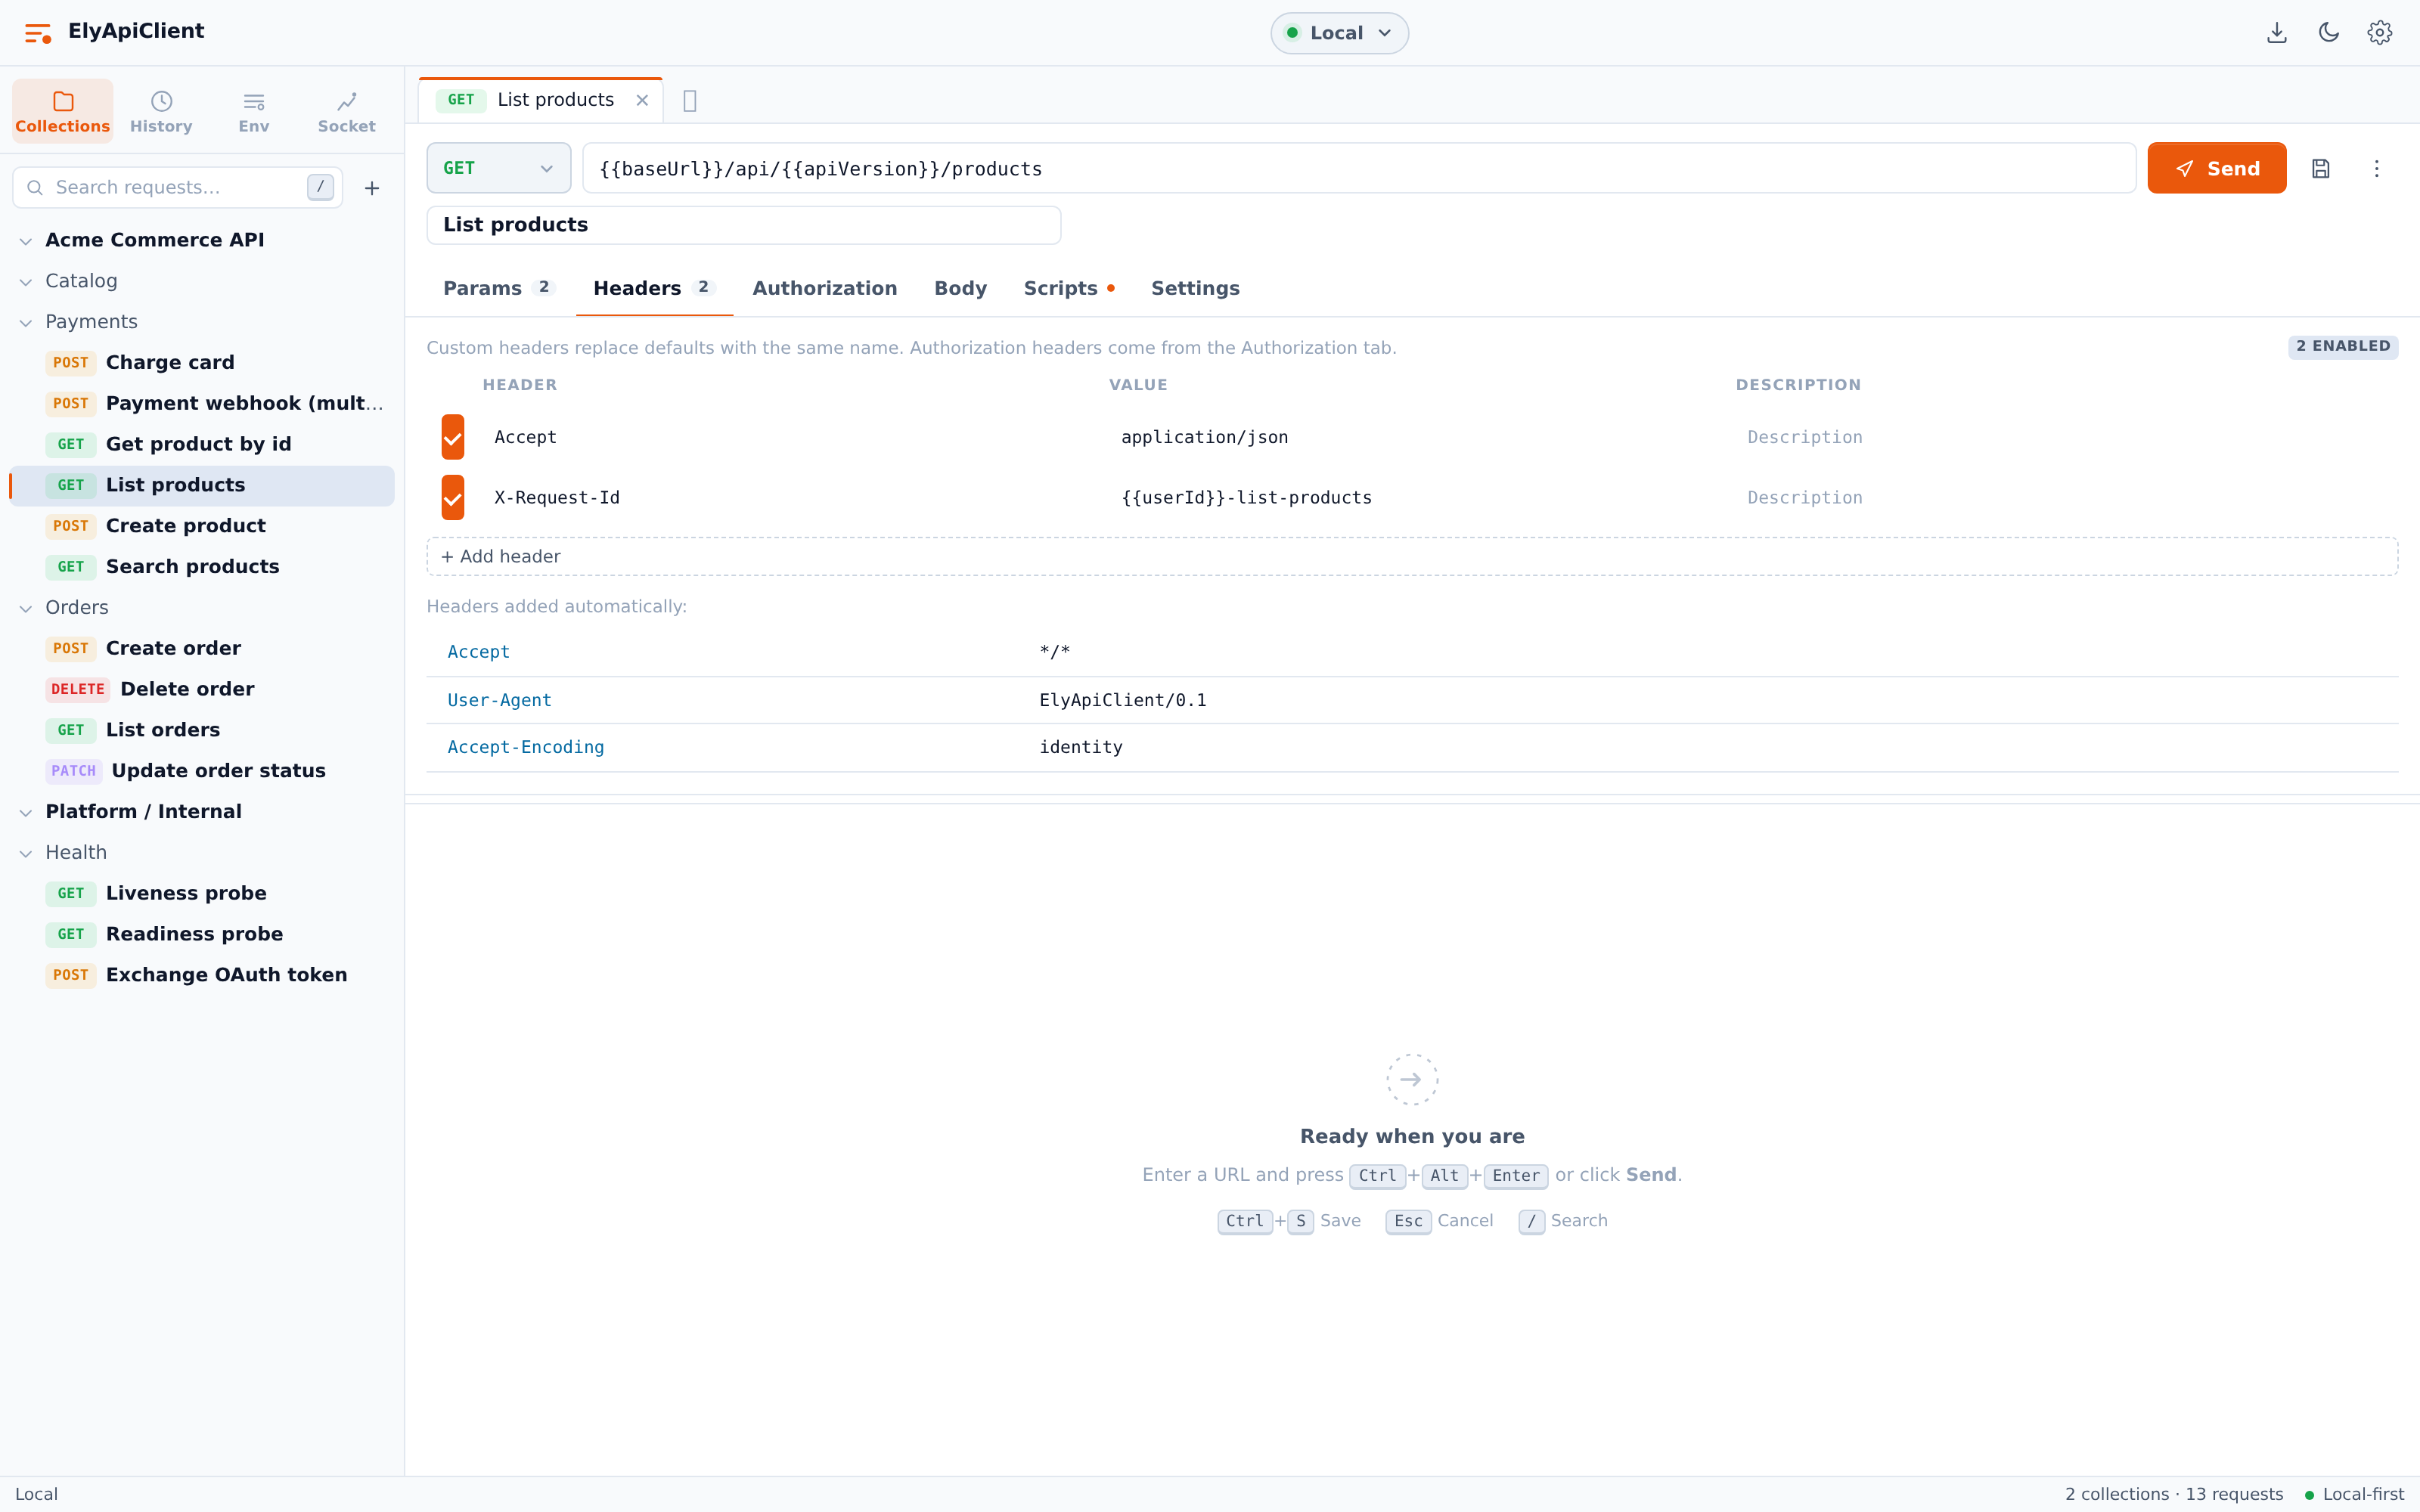 ElyApiClient
Local
Collections
History
Env
Socket
Search requests…
/
+
Acme Commerce API
Catalog
Payments
POST Charge card
POST Payment webhook (mult…
GET Get product by id
GET List products
POST Create product
GET Search products
Orders
POST Create order
DELETE Delete order
GET List orders
PATCH Update order status
Platform / Internal
Health
GET Liveness probe
GET Readiness probe
POST Exchange OAuth token
GET List products
GET
{{baseUrl}}/api/{{apiVersion}}/products
Send
List products
Params 2
Headers 2
Authorization
Body
Scripts
Settings
Custom headers replace defaults with the same name. Authorization headers come from the Authorization tab.
2 ENABLED
HEADER VALUE DESCRIPTION
Accept application/json Description
X-Request-Id {{userId}}-list-products Description
+ Add header
Headers added automatically:
Accept */*
User-Agent ElyApiClient/0.1
Accept-Encoding identity
Ready when you are
Enter a URL and press Ctrl+Alt+Enter or click Send.
Ctrl+S Save Esc Cancel / Search
Local
2 collections · 13 requests
Local-first